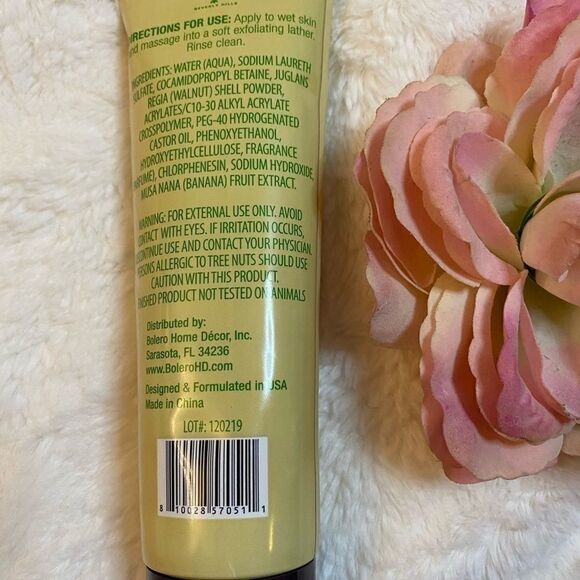 BEVERLY HILLS
DIRECTIONS FOR USE: Apply to wet skin
and massage into a soft exfoliating lather.
Rinse clean.
INGREDIENTS: WATER (AQUA), SODIUM LAURETH
SULFATE, COCAMIDOPROPYL BETAINE, JUGLANS
REGIA (WALNUT) SHELL POWDER,
ACRYLATES/C10-30 ALKYL ACRYLATE
CROSSPOLYMER, PEG-40 HYDROGENATED
CASTOR OIL, PHENOXYETHANOL,
HYDROXYETHYLCELLULOSE, FRAGRANCE
(PARFUME), CHLORPHENESIN, SODIUM HYDROXIDE,
MUSA NANA (BANANA) FRUIT EXTRACT.
WARNING: FOR EXTERNAL USE ONLY. AVOID
CONTACT WITH EYES. IF IRRITATION OCCURS,
DISCONTINUE USE AND CONTACT YOUR PHYSICIAN.
PERSONS ALLERGIC TO TREE NUTS SHOULD USE
CAUTION WITH THIS PRODUCT.
FINISHED PRODUCT NOT TESTED ON ANIMALS
Distributed by:
Bolero Home Décor, Inc.
Sarasota, FL 34236
www.BoleroHD.com
Designed & Formulated in USA
Made in China
LOT#: 120219
8 10028 57051 1